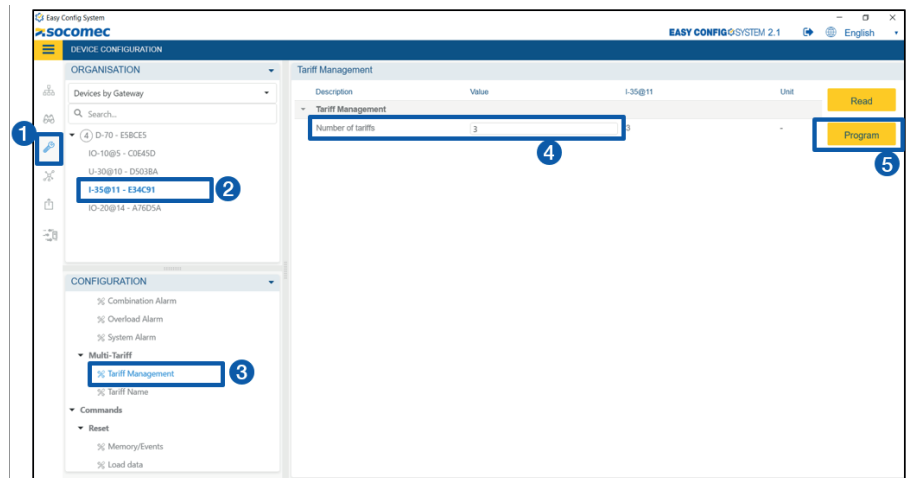 Easy Config System
socomec
EASY CONFIG SYSTEM 2.1
English
DEVICE CONFIGURATION
ORGANISATION
Devices by Gateway
Search...
4 D-70 - E5BCE5
IO-10@5 - C0E45D
U-30@10 - D503BA
I-35@11 - E34C91
IO-20@14 - A76D5A
1
2
CONFIGURATION
Combination Alarm
Overload Alarm
System Alarm
Multi-Tariff
Tariff Management
3
Tariff Name
Commands
Reset
Memory/Events
Load data
Tariff Management
Description Value I-35@11 Unit
Tariff Management
Number of tariffs 3 3 -
4
Read
Program
5